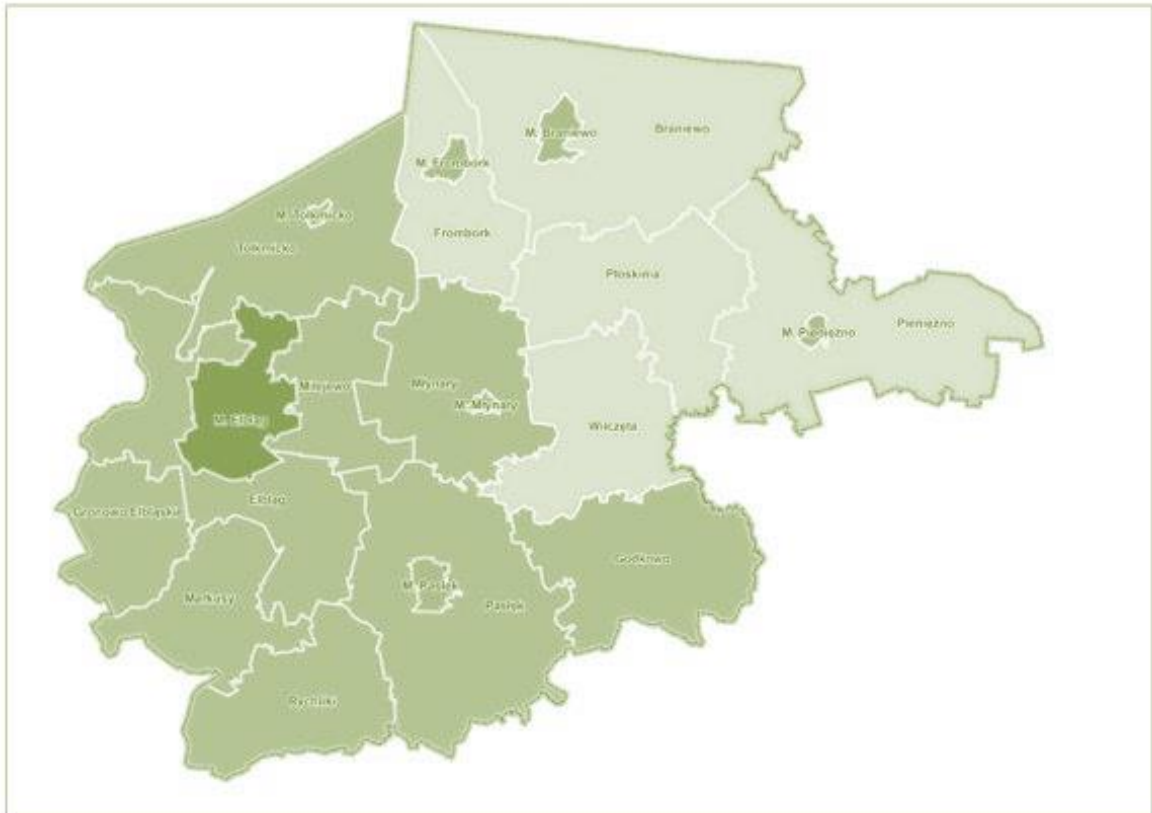 M. Braniewo
Braniewo
M. Frombork
M. Tolkmicko
Frombork
Tolkmicko
Płoskinia
Pieniężno
M. Pieniężno
Milejewo
Młynary
M. Młynary
M. Elbląg
Wilczęta
Elbląg
Gronowo Elbląskie
Godkowo
M. Pasłęk
Markusy
Pasłęk
Rychliki